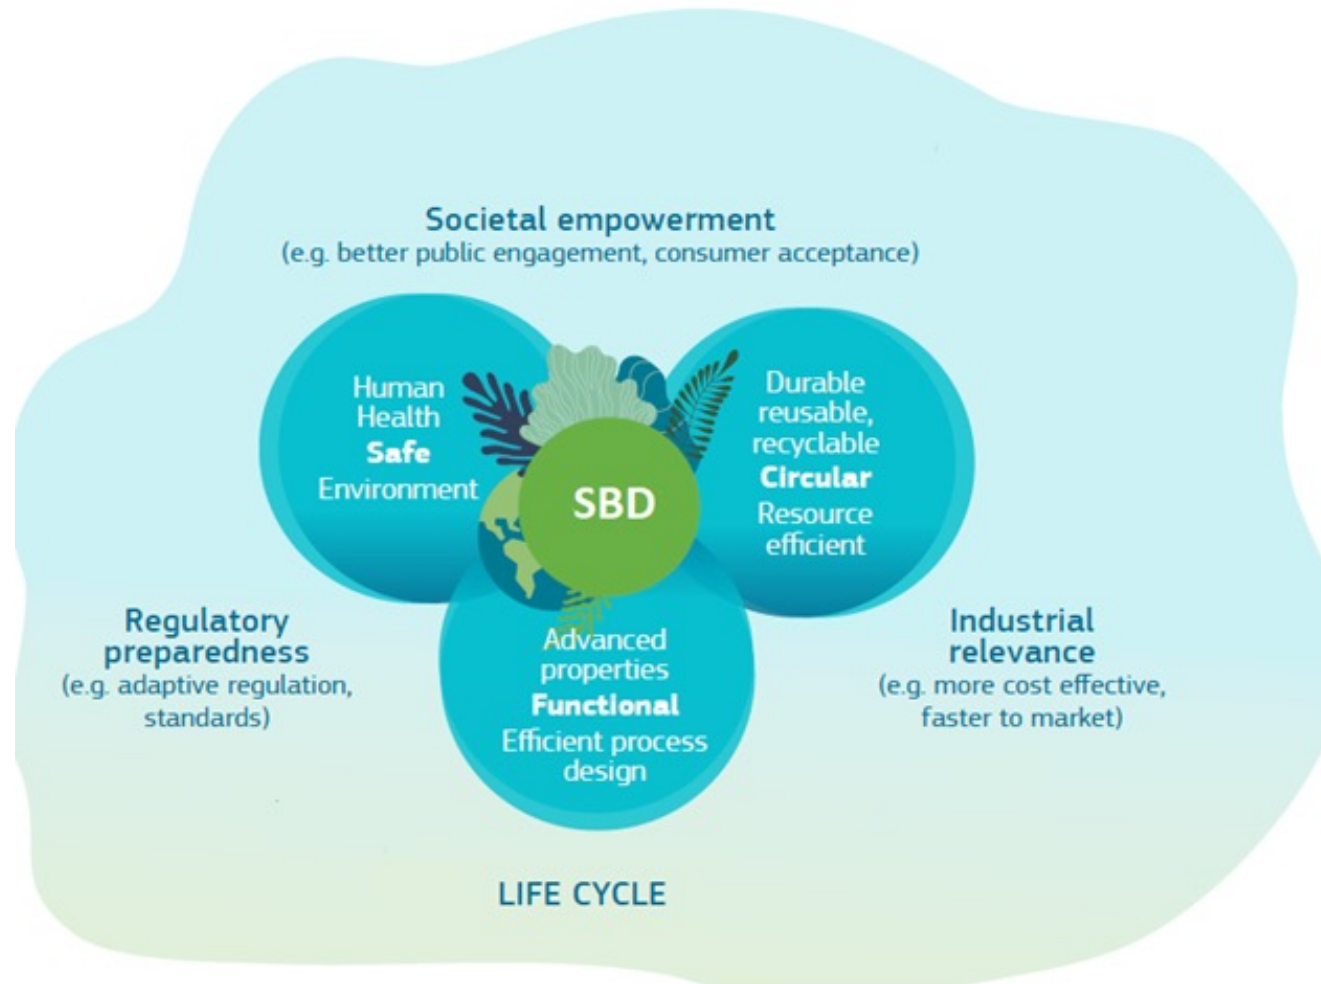 Societal empowerment
(e.g. better public engagement, consumer acceptance)
Human
Health
Safe
Environment
SBD
Durable
reusable,
recyclable
Circular
Resource
efficient
Regulatory
preparedness
(e.g. adaptive regulation,
standards)
Advanced
properties
Functional
Efficient process
design
Industrial
relevance
(e.g. more cost effective,
faster to market)
LIFE CYCLE